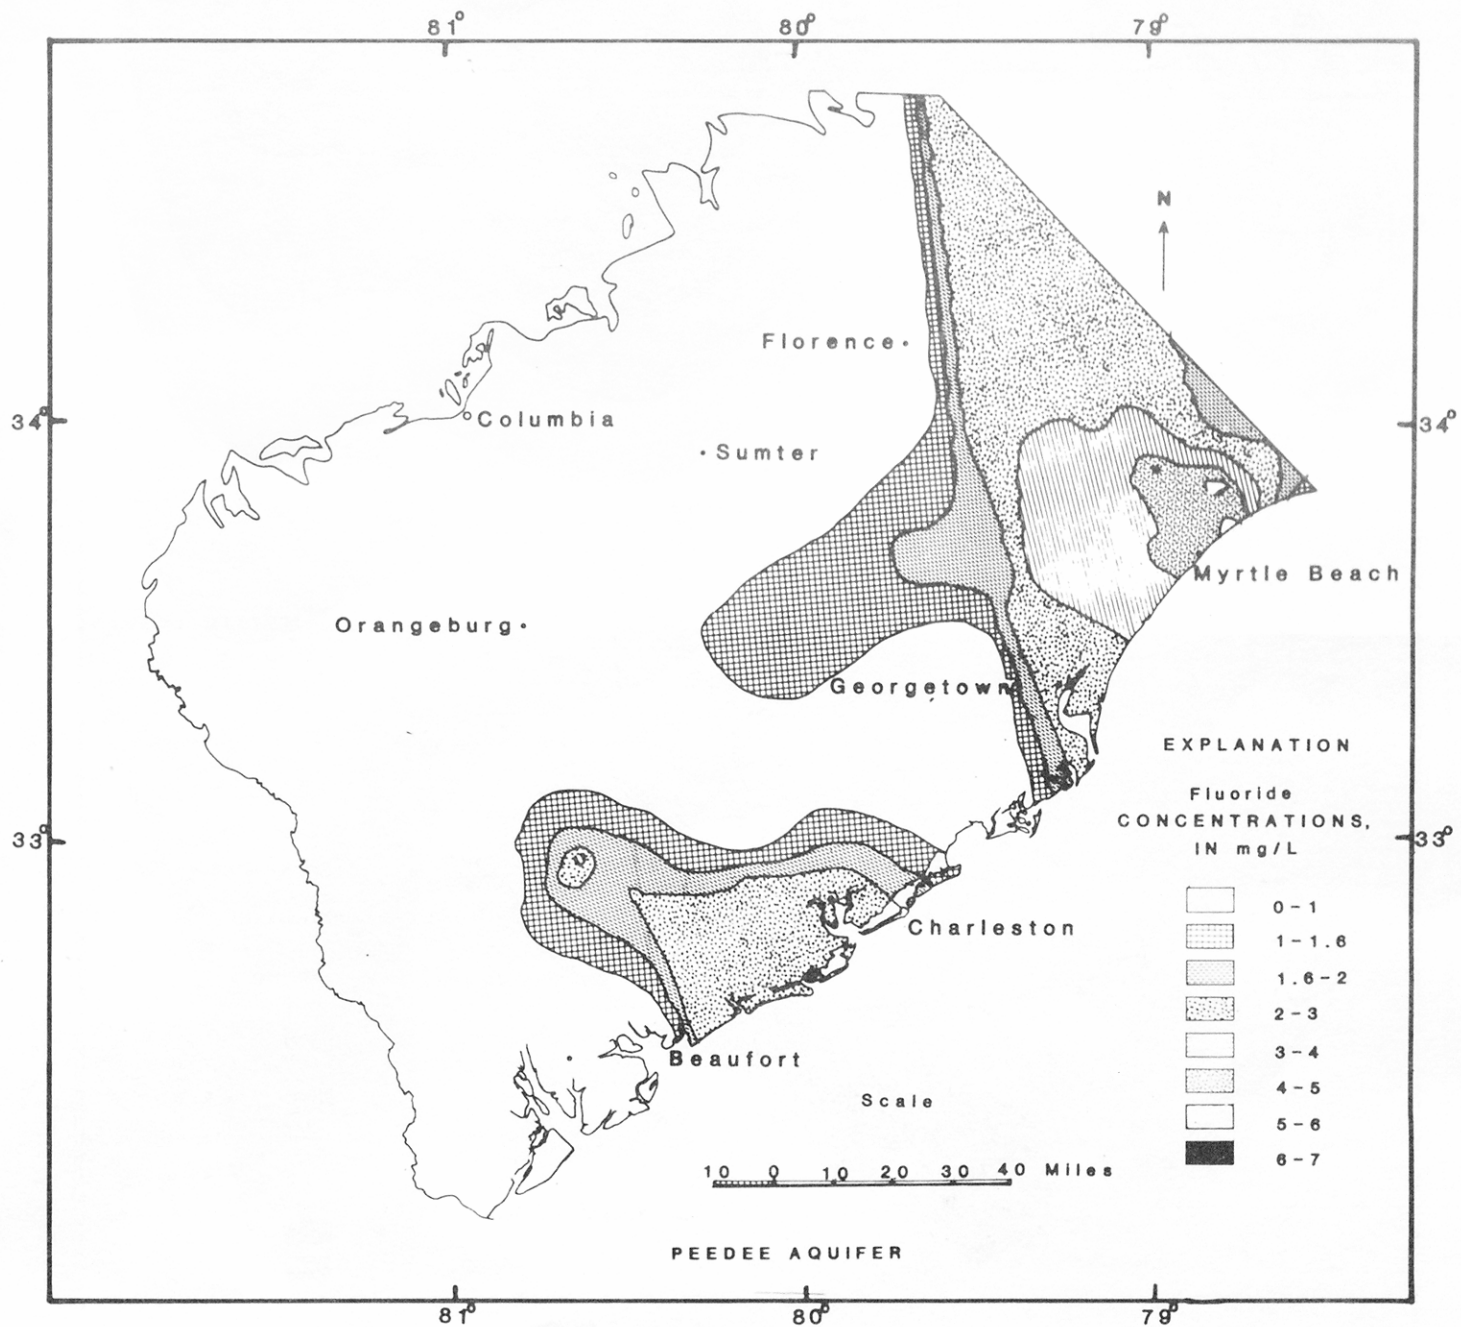 81° 80° 79°
N
Florence
34° Columbia 34°
Sumter
Myrtle Beach
Orangeburg
Georgetown
EXPLANATION
Fluoride
CONCENTRATIONS,
IN mg/L
33° 33°
0-1
Charleston
1-1.6
1.6-2
2-3
3-4
Beaufort
4-5
Scale
5-6
6-7
10 0 10 20 30 40 Miles
PEEDEE AQUIFER
81° 80° 79°